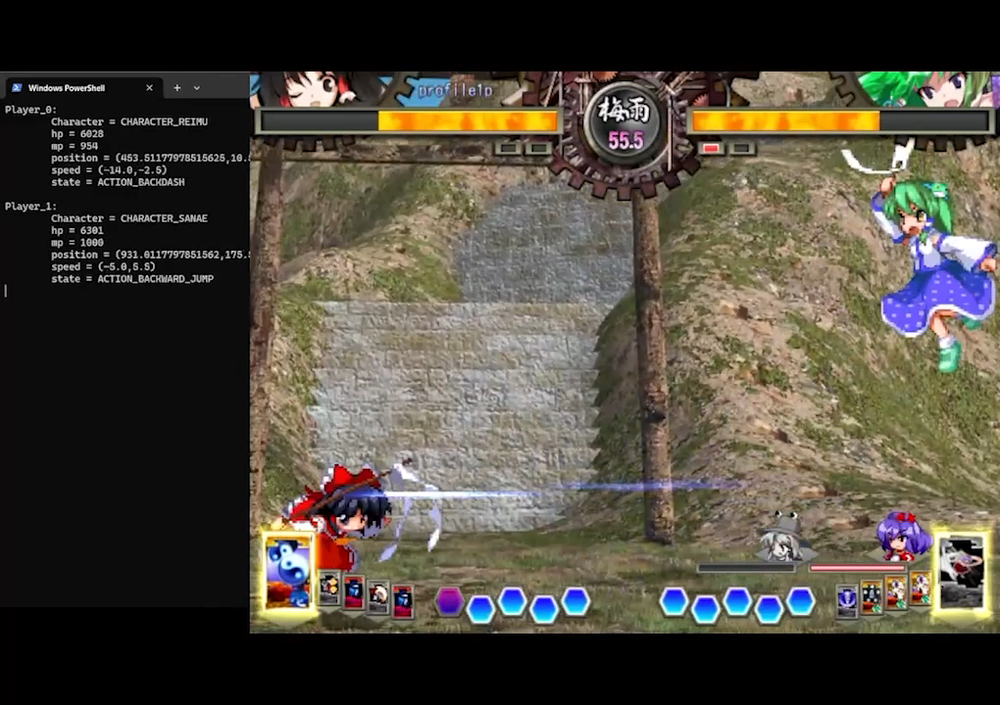 Windows PowerShell
Player_0:
Character = CHARACTER_REIMU
hp = 6028
mp = 954
position = (453.51177978515625,10.
speed = (-14.0,-2.5)
state = ACTION_BACKDASH
Player_1:
Character = CHARACTER_SANAE
hp = 6301
mp = 1000
position = (931.0117797851562,175.
speed = (-5.0,5.5)
state = ACTION_BACKWARD_JUMP
profile1p
梅雨
55.5